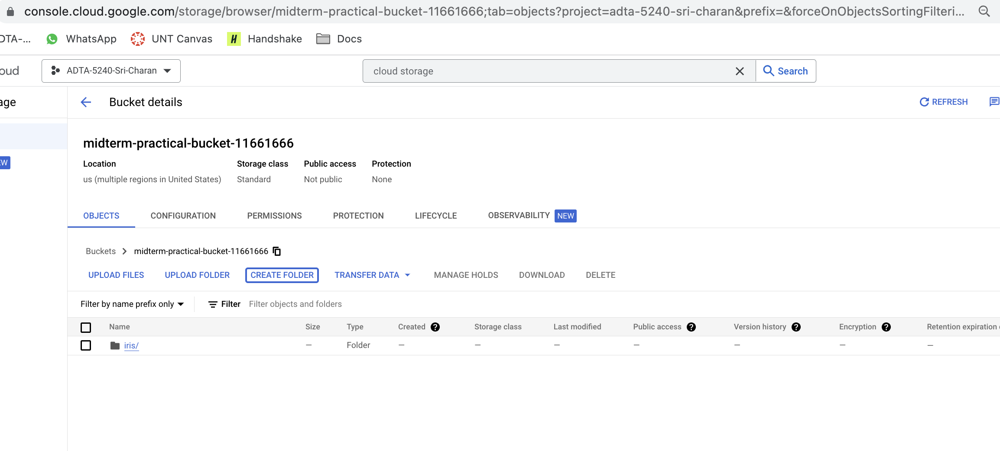 console.cloud.google.com/storage/browser/midterm-practical-bucket-11661666;tab=objects?project=adta-5240-sri-charan&prefix=&forceOnObjectsSortingFilteri...
DTA-... WhatsApp UNT Canvas H Handshake Docs
oud ADTA-5240-Sri-Charan cloud storage Search
age Bucket details REFRESH
midterm-practical-bucket-11661666
Location Storage class Public access Protection
EW
us (multiple regions in United States) Standard Not public None
OBJECTS CONFIGURATION PERMISSIONS PROTECTION LIFECYCLE OBSERVABILITY NEW
Buckets > midterm-practical-bucket-11661666
UPLOAD FILES UPLOAD FOLDER CREATE FOLDER TRANSFER DATA MANAGE HOLDS DOWNLOAD DELETE
Filter by name prefix only Filter Filter objects and folders
Name Size Type Created ? Storage class Last modified Public access ? Version history ? Encryption ? Retention expiration
iris/ — Folder — — — — — — —